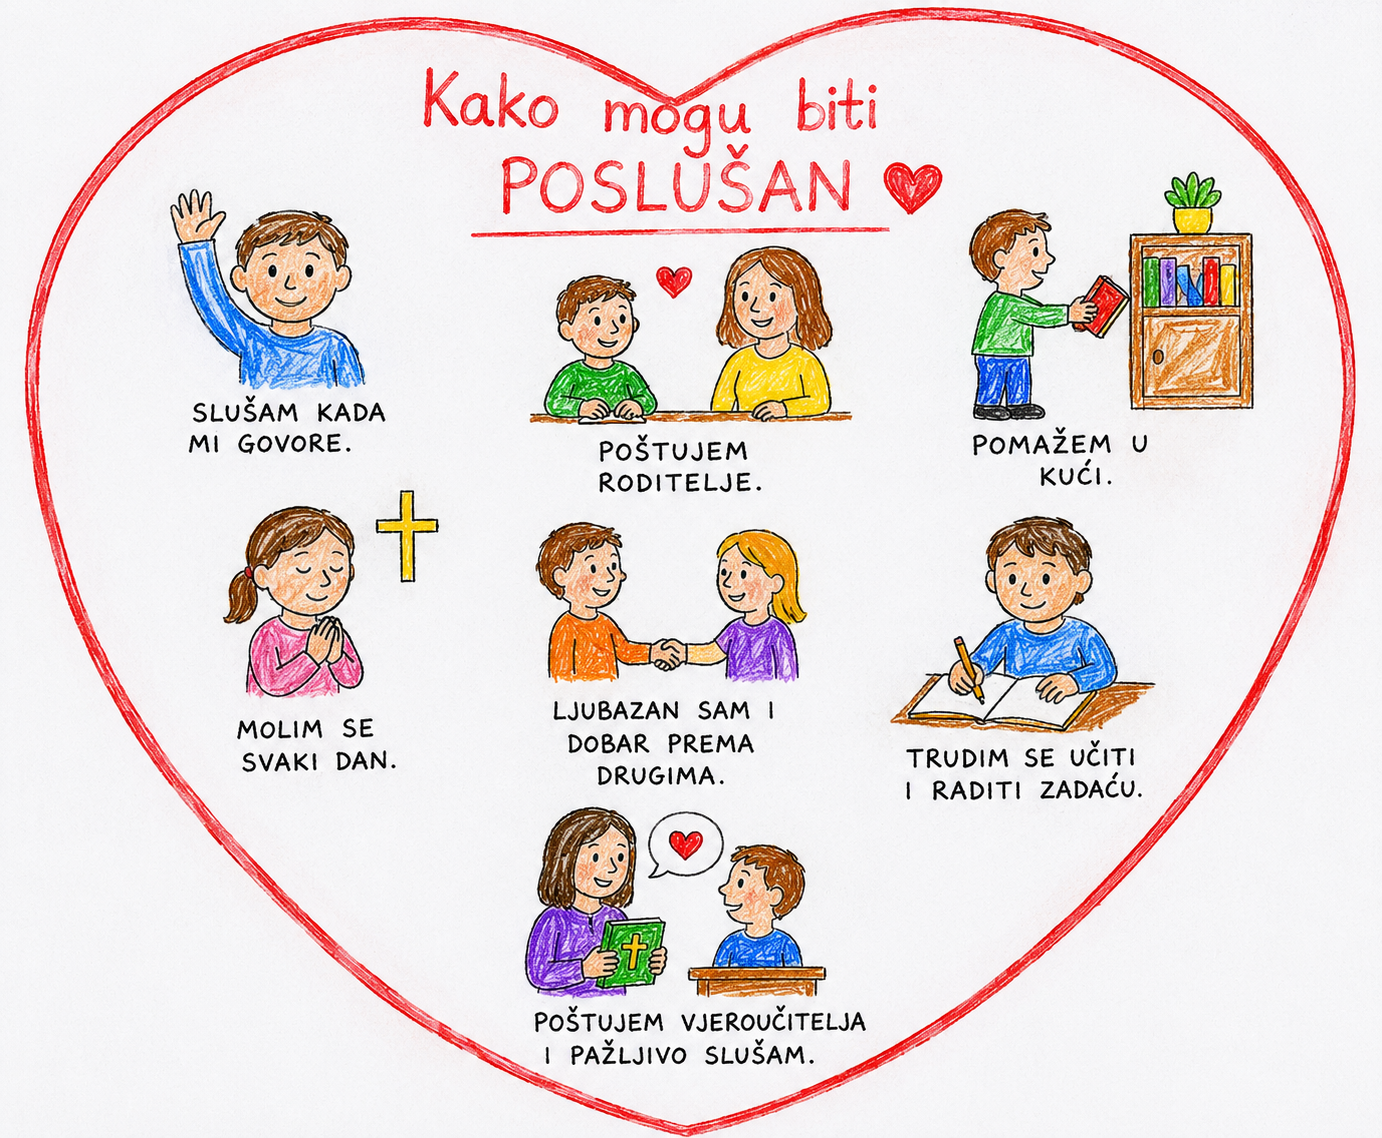 Kako mogu biti
POSLUŠAN
SLUŠAM KADA
MI GOVORE.
POŠTUJEM
RODITELJE.
POMAŽEM U
KUĆI.
MOLIM SE
SVAKI DAN.
LJUBAZAN SAM I
DOBAR PREMA
DRUGIMA.
TRUDIM SE UČITI
I RADITI ZADAĆU.
POŠTUJEM VJEROUČITELJA
I PAŽLJIVO SLUŠAM.